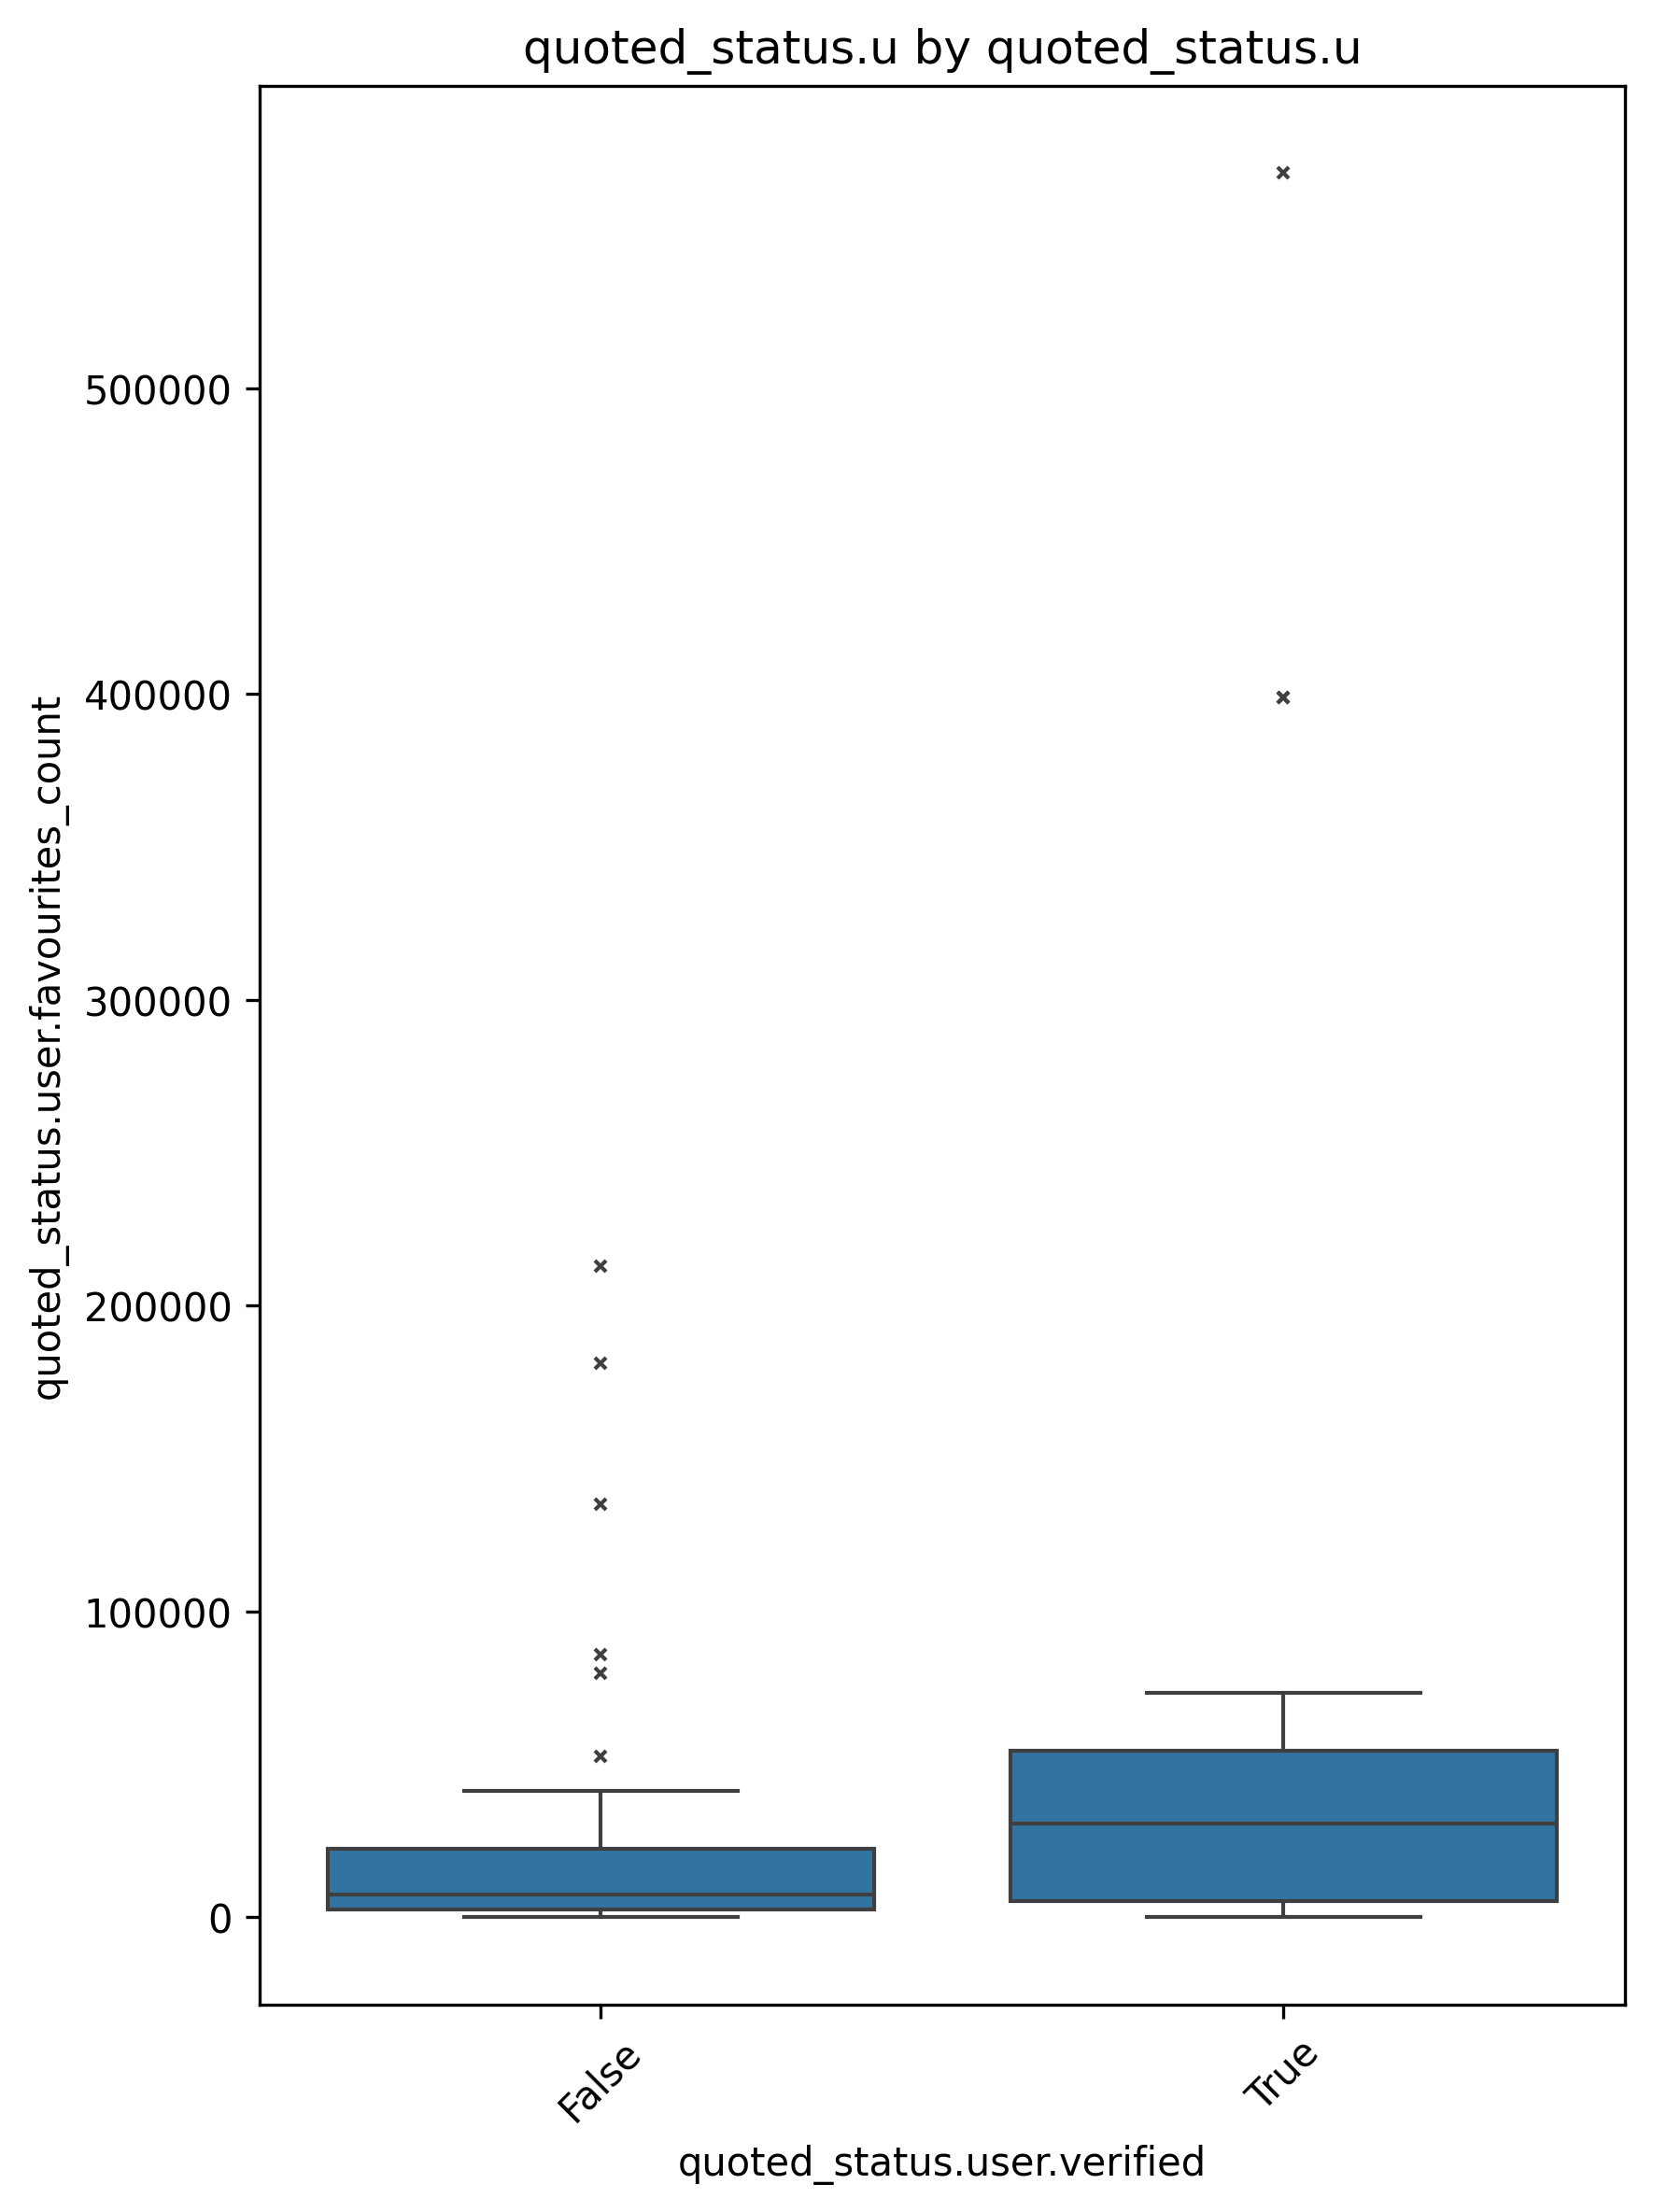 quoted_status.u by quoted_status.u
quoted_status.user.favourites_count
500000
400000
300000
200000
100000
0
False
True
quoted_status.user.verified